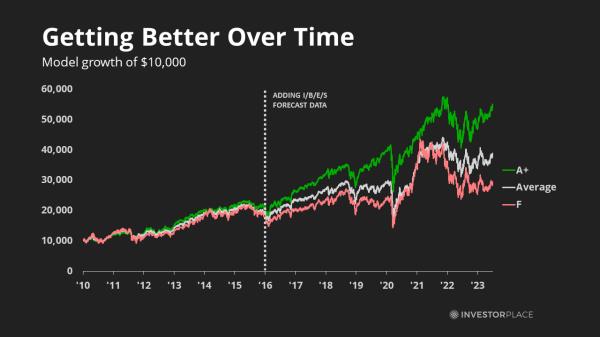 Getting Better Over Time
Model growth of $10,000
60,000
50,000
40,000
30,000
20,000
10,000
0
ADDING I/B/E/S
FORECAST DATA
A+
Average
F
'10 '11 '12 '13 '14 '15 '16 '17 '18 '19 '20 '21 '22 '23
INVESTORPLACE